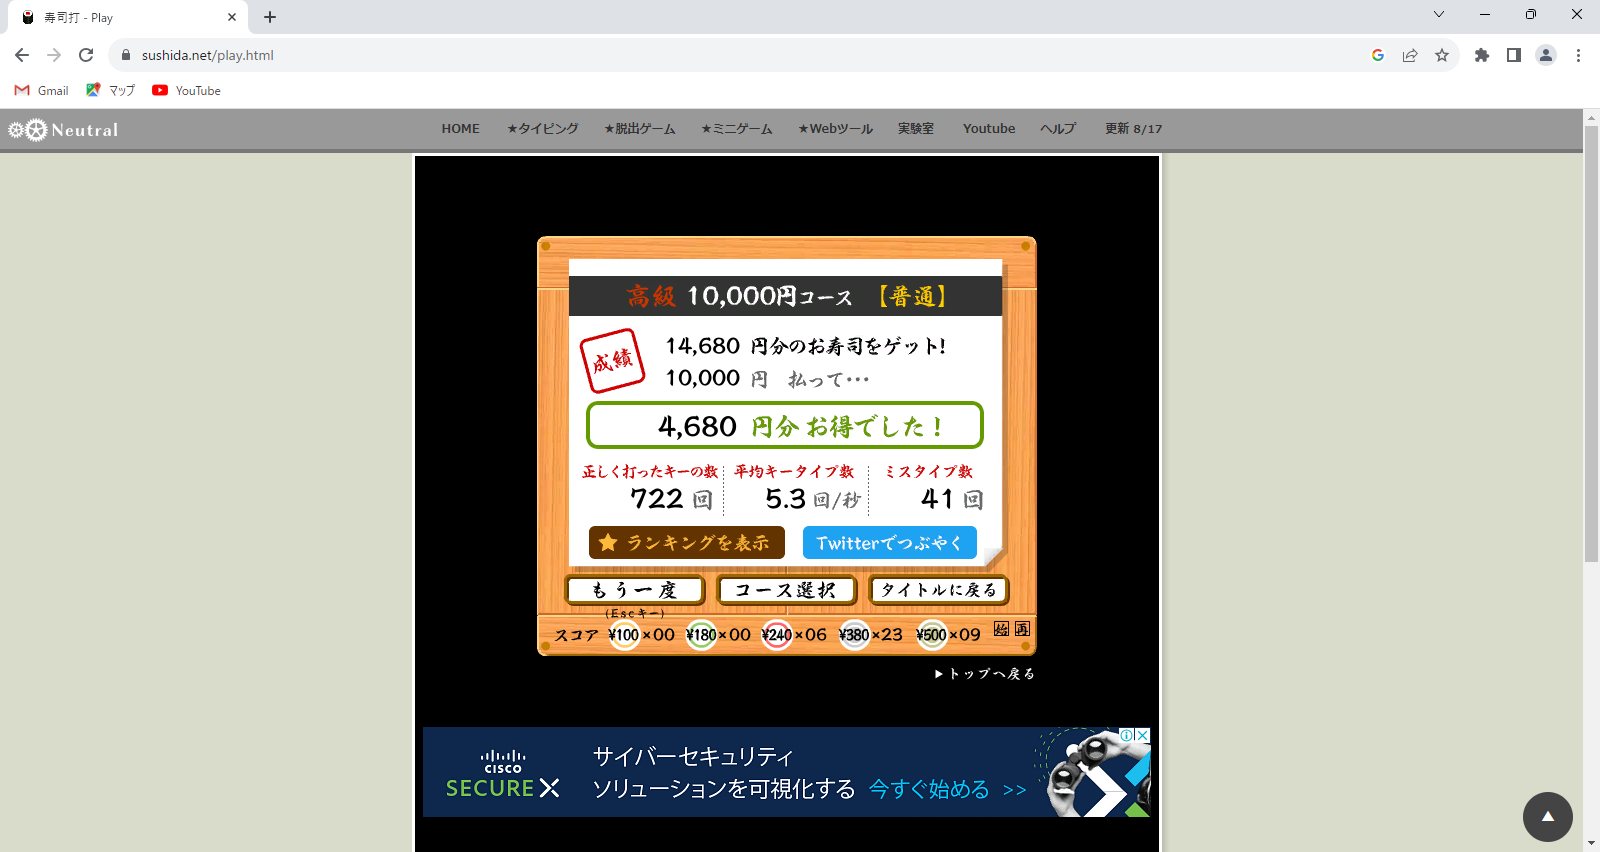 寿司打 - Play
sushida.net/play.html
Gmail マップ YouTube
Neutral HOME ★タイピング ★脱出ゲーム ★ミニゲーム ★Webツール 実験室 Youtube ヘルプ 更新 8/17
高級 10,000円コース 【普通】
成績
14,680 円分のお寿司をゲット!
10,000 円 払って…
4,680 円分 お得でした！
正しく打ったキーの数 平均キータイプ数 ミスタイプ数
722 回 5.3 回/秒 41 回
ランキングを表示 Twitterでつぶやく
もう一度 コース選択 タイトルに戻る
(Escキー)
スコア ¥100×00 ¥180×00 ¥240×06 ¥380×23 ¥500×09 始 再
▶トップへ戻る
CISCO
SECURE X
サイバーセキュリティ
ソリューションを可視化する 今すぐ始める >>